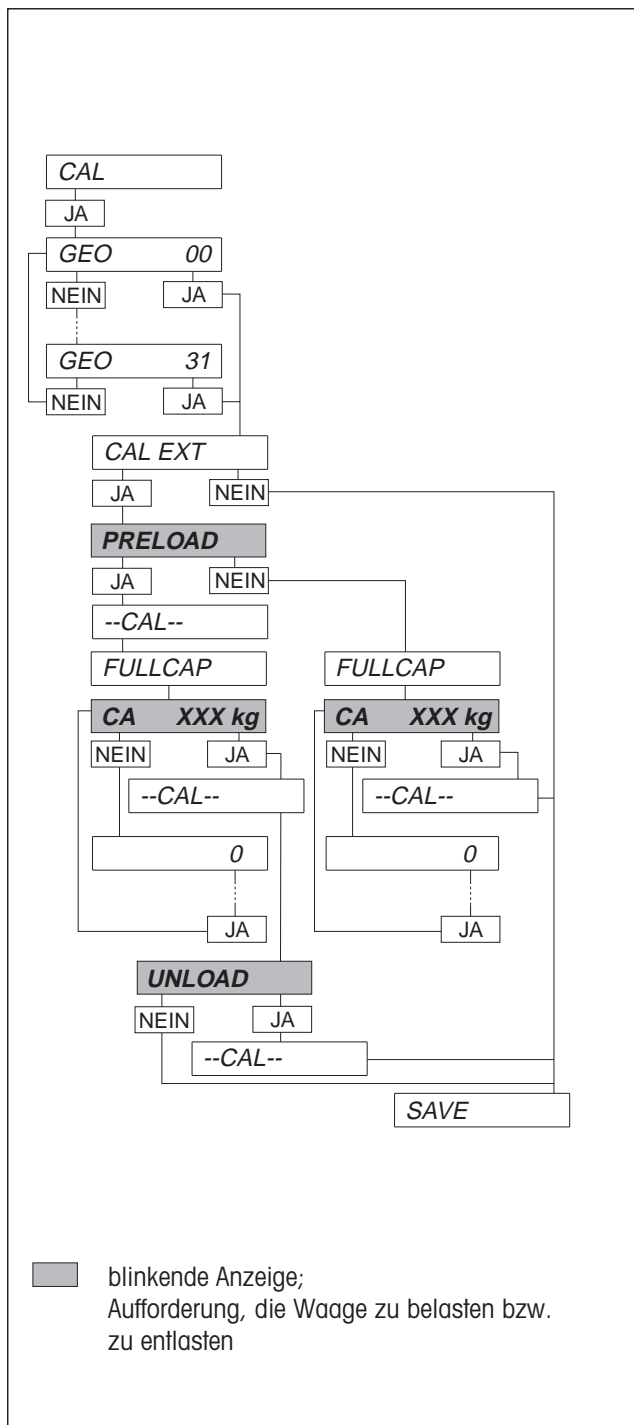 CAL
JA
GEO 00
NEIN JA
GEO 31
NEIN JA
CAL EXT
JA NEIN
PRELOAD
JA NEIN
--CAL--
FULLCAP FULLCAP
CA XXX kg CA XXX kg
NEIN JA NEIN JA
--CAL-- --CAL--
0 0
JA JA
UNLOAD
NEIN JA
--CAL--
SAVE
blinkende Anzeige;
Aufforderung, die Waage zu belasten bzw.
zu entlasten